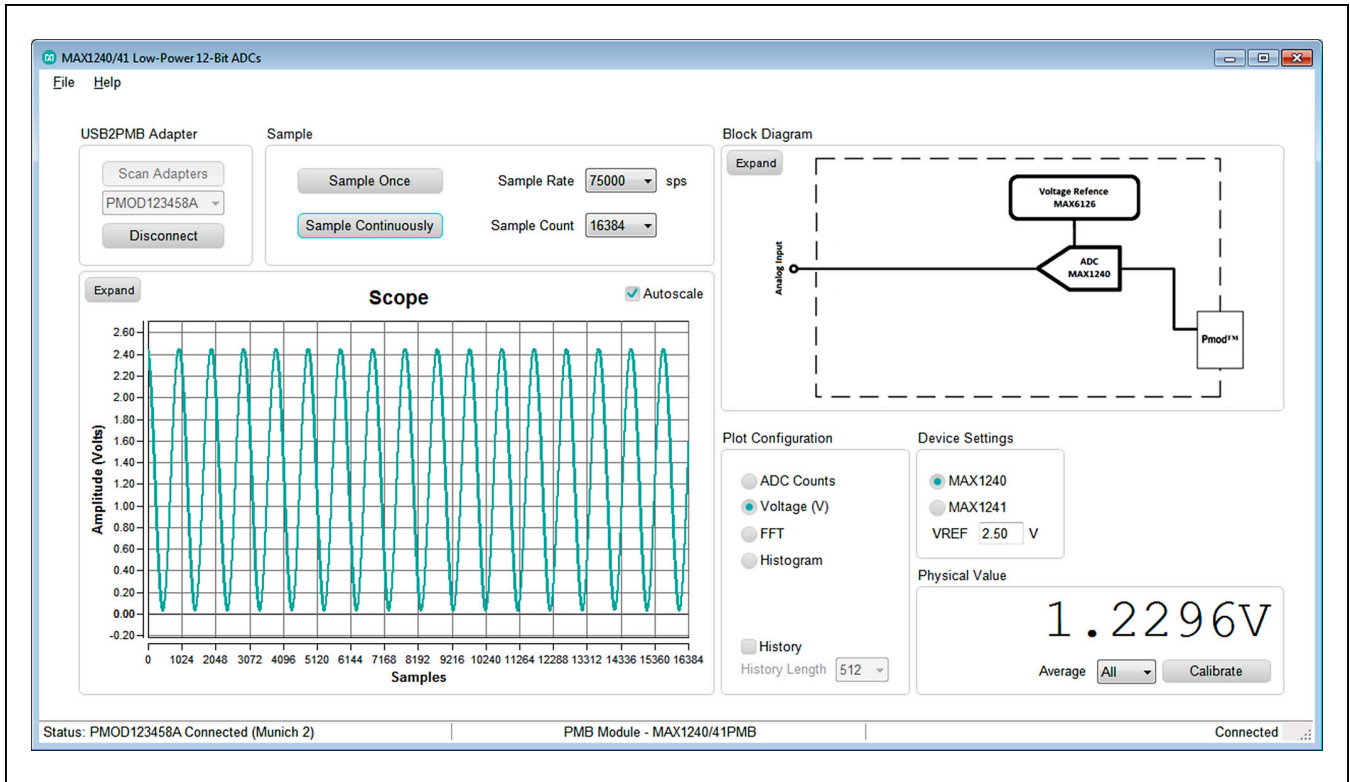 MAX1240/41 Low-Power 12-Bit ADCs
File Help
USB2PMB Adapter
Scan Adapters
PMOD123458A
Disconnect
Sample
Sample Once
Sample Rate 75000 sps
Sample Continuously
Sample Count 16384
Block Diagram
Expand
Voltage Refence
MAX6126
ADC
MAX1240
Analog Input
Pmod™
Expand
Scope
Autoscale
Amplitude (Volts)
2.60
2.40
2.20
2.00
1.80
1.60
1.40
1.20
1.00
0.80
0.60
0.40
0.20
0.00
-0.20
0 1024 2048 3072 4096 5120 6144 7168 8192 9216 10240 11264 12288 13312 14336 15360 16384
Samples
Plot Configuration
ADC Counts
Voltage (V)
FFT
Histogram
History
History Length 512
Device Settings
MAX1240
MAX1241
VREF 2.50 V
Physical Value
1.2296V
Average All Calibrate
Status: PMOD123458A Connected (Munich 2)
PMB Module - MAX1240/41PMB
Connected